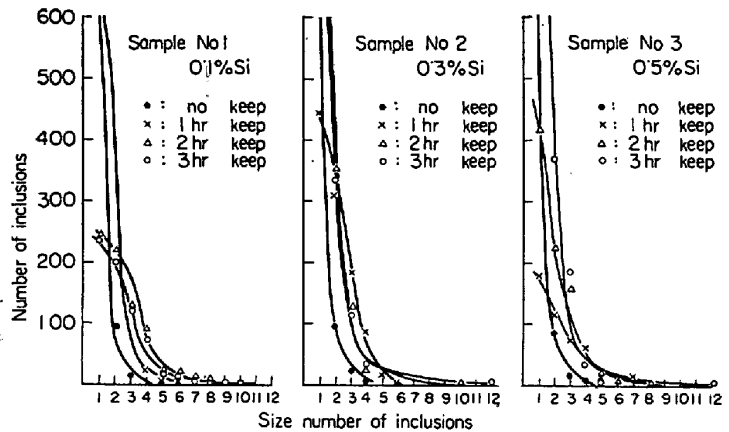 600
500
400
300
200
100
Number of inclusions
Sample No 1
0.1%Si
● : no keep
× : 1 hr keep
△ : 2 hr keep
○ : 3 hr keep
1 2 3 4 5 6 7 8 9 10 11 12
Sample No 2
0.3%Si
● : no keep
× : 1 hr keep
△ : 2 hr keep
○ : 3 hr keep
1 2 3 4 5 6 7 8 9 10 11 12
Sample No 3
0.5%Si
● : no keep
× : 1 hr keep
△ : 2 hr keep
○ : 3 hr keep
1 2 3 4 5 6 7 8 9 10 11 12
Size number of inclusions